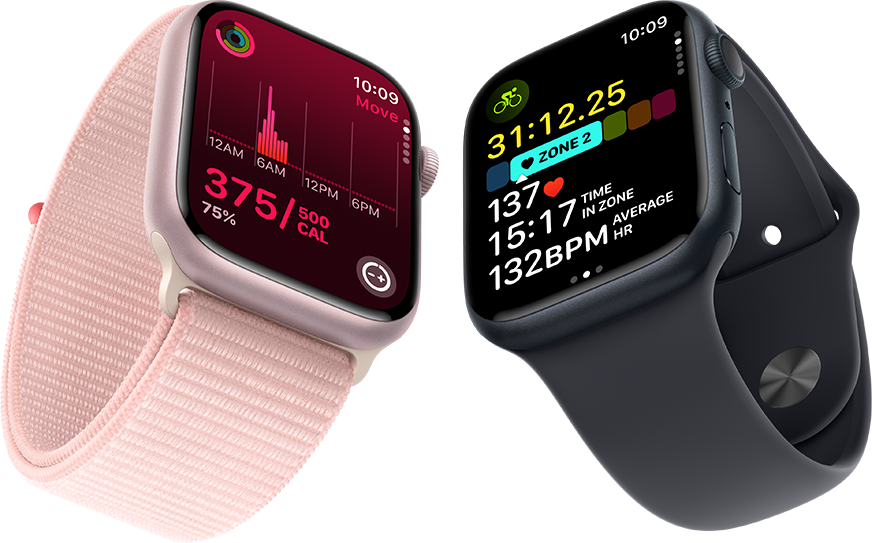 10:09
Move
12AM
6AM
12PM
6PM
375/500
CAL
75%
10:09
31:12.25
ZONE 2
137
15:17 TIME
IN ZONE
132BPM AVERAGE
HR